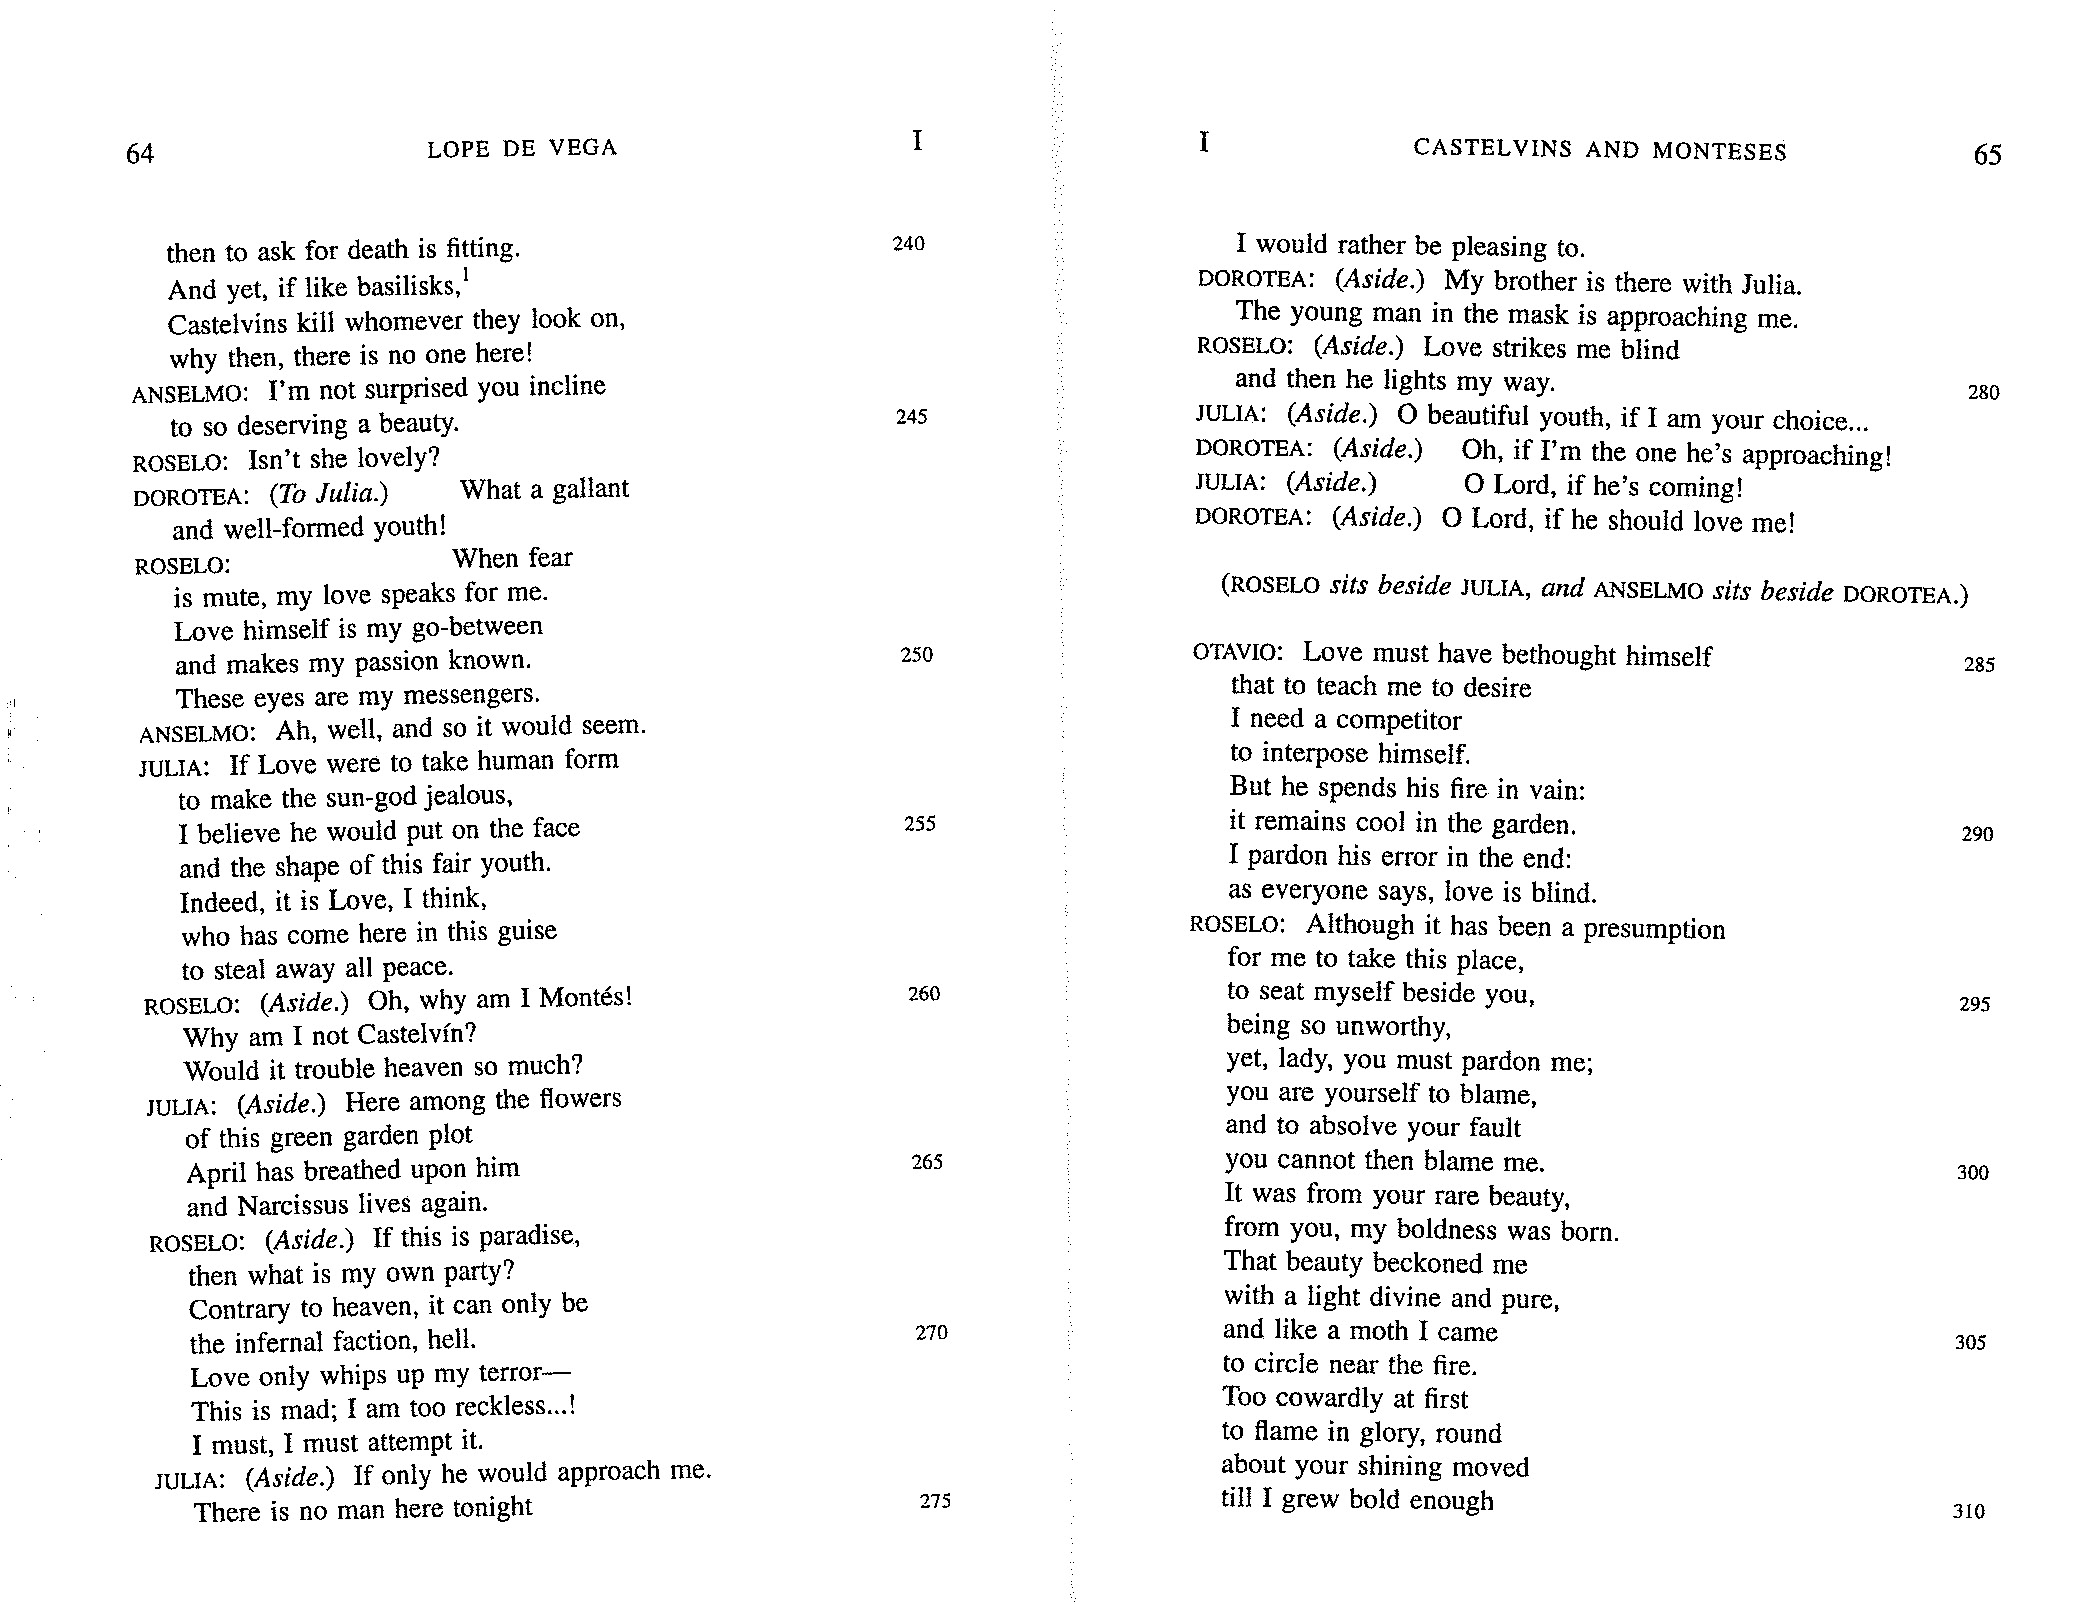 64 LOPE DE VEGA I
then to ask for death is fitting. 240
And yet, if like basilisks,1
Castelvins kill whomever they look on,
why then, there is no one here!
ANSELMO: I'm not surprised you incline
to so deserving a beauty. 245
ROSELO: Isn't she lovely?
DOROTEA: (To Julia.) What a gallant
and well-formed youth!
ROSELO: When fear
is mute, my love speaks for me.
Love himself is my go-between
and makes my passion known. 250
These eyes are my messengers.
ANSELMO: Ah, well, and so it would seem.
JULIA: If Love were to take human form
to make the sun-god jealous,
I believe he would put on the face 255
and the shape of this fair youth.
Indeed, it is Love, I think,
who has come here in this guise
to steal away all peace.
ROSELO: (Aside.) Oh, why am I Montés! 260
Why am I not Castelvín?
Would it trouble heaven so much?
JULIA: (Aside.) Here among the flowers
of this green garden plot
April has breathed upon him 265
and Narcissus lives again.
ROSELO: (Aside.) If this is paradise,
then what is my own party?
Contrary to heaven, it can only be
the infernal faction, hell. 270
Love only whips up my terror—
This is mad; I am too reckless...!
I must, I must attempt it.
JULIA: (Aside.) If only he would approach me.
There is no man here tonight 275
I CASTELVINS AND MONTESES 65
I would rather be pleasing to.
DOROTEA: (Aside.) My brother is there with Julia.
The young man in the mask is approaching me.
ROSELO: (Aside.) Love strikes me blind
and then he lights my way. 280
JULIA: (Aside.) O beautiful youth, if I am your choice...
DOROTEA: (Aside.) Oh, if I'm the one he's approaching!
JULIA: (Aside.) O Lord, if he's coming!
DOROTEA: (Aside.) O Lord, if he should love me!
(ROSELO sits beside JULIA, and ANSELMO sits beside DOROTEA.)
OTAVIO: Love must have bethought himself 285
that to teach me to desire
I need a competitor
to interpose himself.
But he spends his fire in vain:
it remains cool in the garden. 290
I pardon his error in the end:
as everyone says, love is blind.
ROSELO: Although it has been a presumption
for me to take this place,
to seat myself beside you, 295
being so unworthy,
yet, lady, you must pardon me;
you are yourself to blame,
and to absolve your fault
you cannot then blame me. 300
It was from your rare beauty,
from you, my boldness was born.
That beauty beckoned me
with a light divine and pure,
and like a moth I came 305
to circle near the fire.
Too cowardly at first
to flame in glory, round
about your shining moved
till I grew bold enough 310